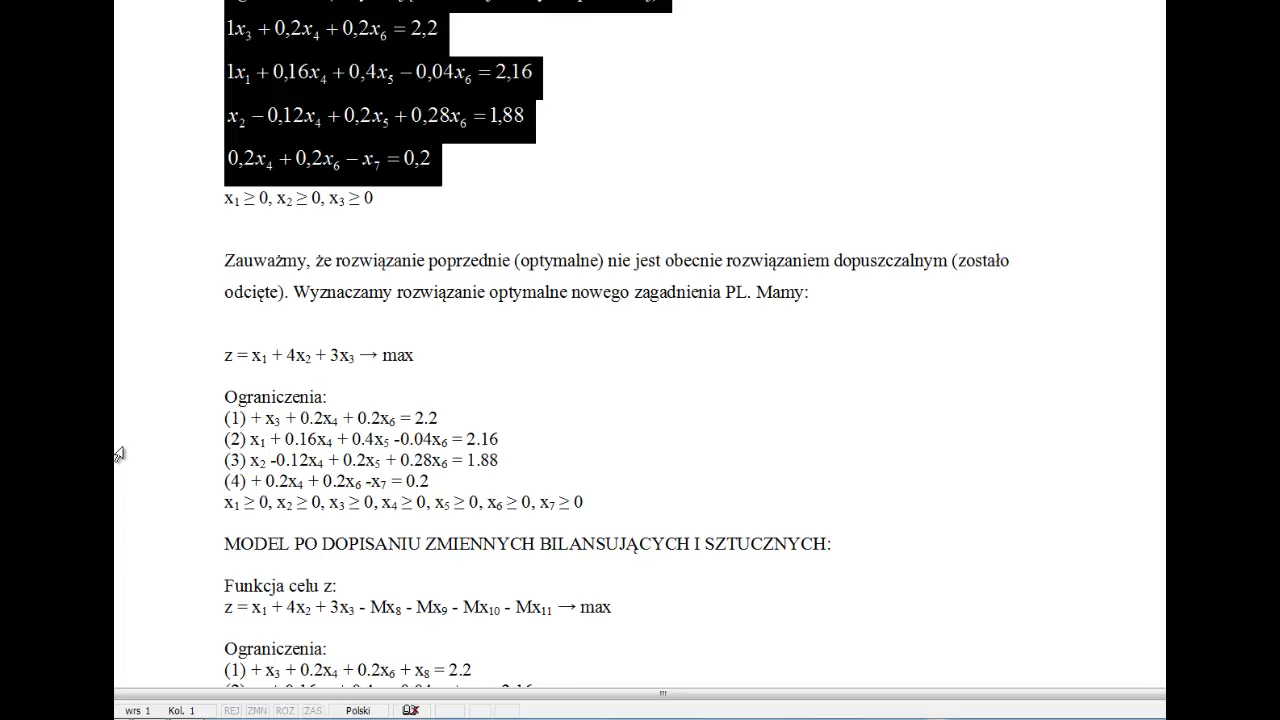 1x₃ + 0,2x₄ + 0,2x₆ = 2,2
1x₁ + 0,16x₄ + 0,4x₅ − 0,04x₆ = 2,16
x₂ − 0,12x₄ + 0,2x₅ + 0,28x₆ = 1,88
0,2x₄ + 0,2x₆ − x₇ = 0,2
x₁ ≥ 0, x₂ ≥ 0, x₃ ≥ 0
Zauważmy, że rozwiązanie poprzednie (optymalne) nie jest obecnie rozwiązaniem dopuszczalnym (zostało
odcięte). Wyznaczamy rozwiązanie optymalne nowego zagadnienia PL. Mamy:
z = x₁ + 4x₂ + 3x₃ → max
Ograniczenia:
(1) + x₃ + 0.2x₄ + 0.2x₆ = 2.2
(2) x₁ + 0.16x₄ + 0.4x₅ -0.04x₆ = 2.16
(3) x₂ -0.12x₄ + 0.2x₅ + 0.28x₆ = 1.88
(4) + 0.2x₄ + 0.2x₆ -x₇ = 0.2
x₁ ≥ 0, x₂ ≥ 0, x₃ ≥ 0, x₄ ≥ 0, x₅ ≥ 0, x₆ ≥ 0, x₇ ≥ 0
MODEL PO DOPISANIU ZMIENNYCH BILANSUJĄCYCH I SZTUCZNYCH:
Funkcja celu z:
z = x₁ + 4x₂ + 3x₃ - Mx₈ - Mx₉ - Mx₁₀ - Mx₁₁ → max
Ograniczenia:
(1) + x₃ + 0.2x₄ + 0.2x₆ + x₈ = 2.2
wrs 1 Kol. 1 REJ ZMN ROZ ZAS Polski